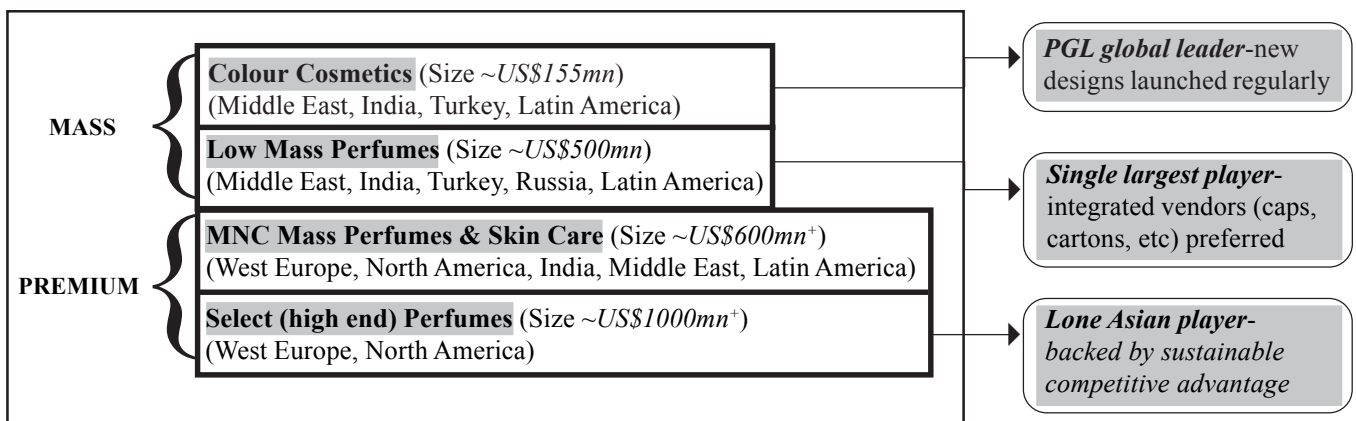 MASS
Colour Cosmetics (Size ~US$155mn)
(Middle East, India, Turkey, Latin America)
Low Mass Perfumes (Size ~US$500mn)
(Middle East, India, Turkey, Russia, Latin America)
PREMIUM
MNC Mass Perfumes & Skin Care (Size ~US$600mn⁺)
(West Europe, North America, India, Middle East, Latin America)
Select (high end) Perfumes (Size ~US$1000mn⁺)
(West Europe, North America)
PGL global leader-new
designs launched regularly
Single largest player-
integrated vendors (caps,
cartons, etc) preferred
Lone Asian player-
backed by sustainable
competitive advantage